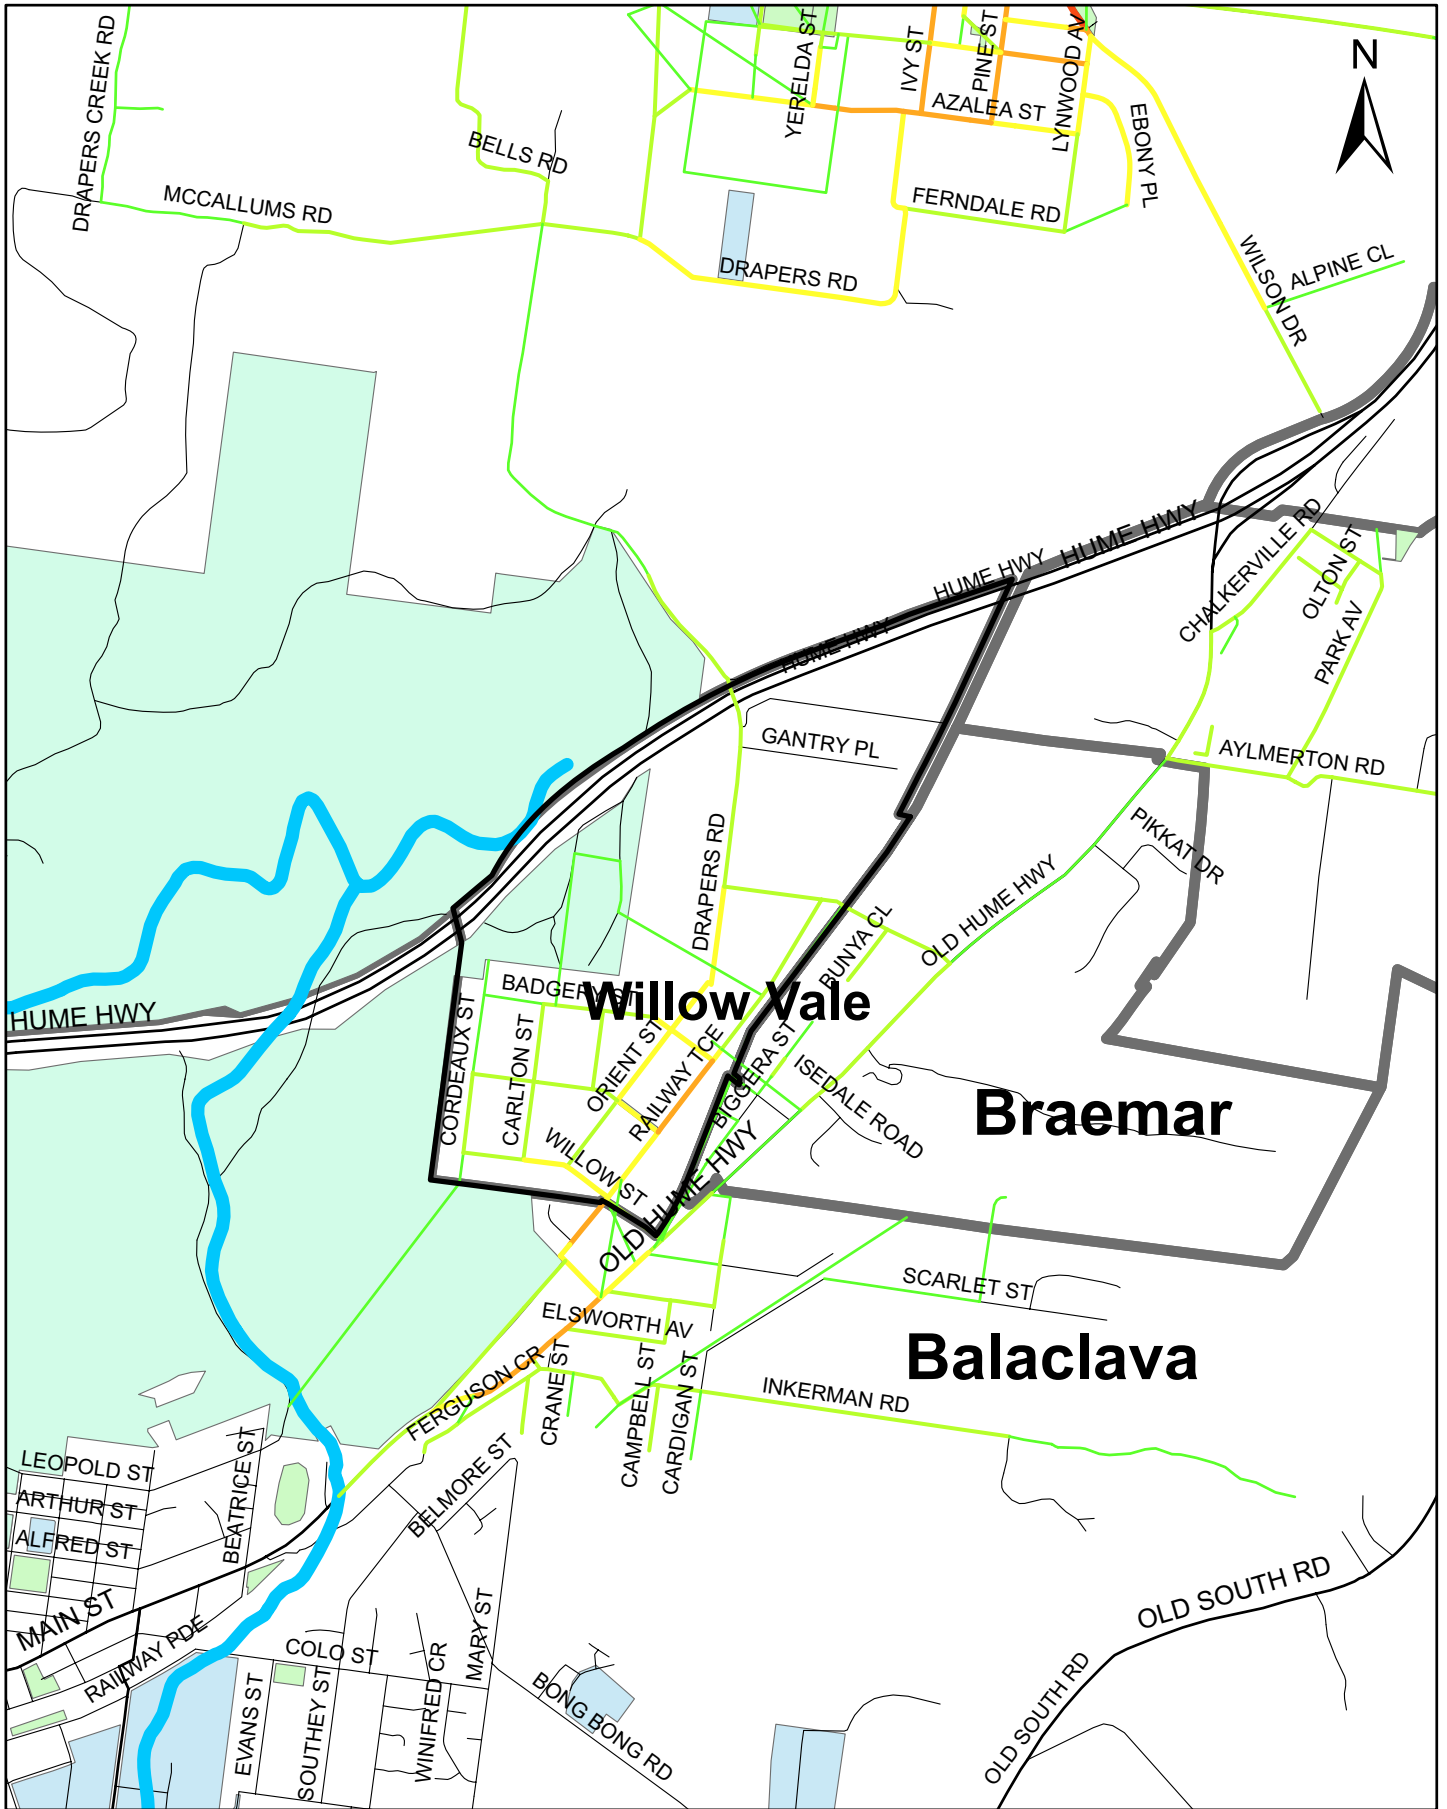 DRAPERS CREEK RD
YERELDA ST
IVY ST
PINE ST
LYNWOOD AV
N
AZALEA ST
EBONY PL
BELLS RD
MCCALLUMS RD
FERNDALE RD
DRAPERS RD
WILSON DR
ALPINE CL
HUME HWY
HUME HWY
HUME HWY
CHALKERVILLE RD
OLTON ST
PARK AV
GANTRY PL
AYLMERTON RD
PIKKAT DR
DRAPERS RD
OLD HUME HWY
BUNYA CL
BADGERY ST
Willow Vale
HUME HWY
CORDEAUX ST
CARLTON ST
ORIENT ST
RAILWAY TCE
BIGGERA ST
ISEDALE ROAD
Braemar
WILLOW ST
OLD HUME HWY
SCARLET ST
ELSWORTH AV
Balaclava
FERGUSON CR
CRANE ST
CAMPBELL ST
CARDIGAN ST
INKERMAN RD
LEOPOLD ST
ARTHUR ST
ALFRED ST
BEATRICE ST
BELMORE ST
MAIN ST
RAILWAY PDE
COLO ST
EVANS ST
SOUTHEY ST
WINIFRED CR
MARY ST
BONG BONG RD
OLD SOUTH RD
OLD SOUTH RD